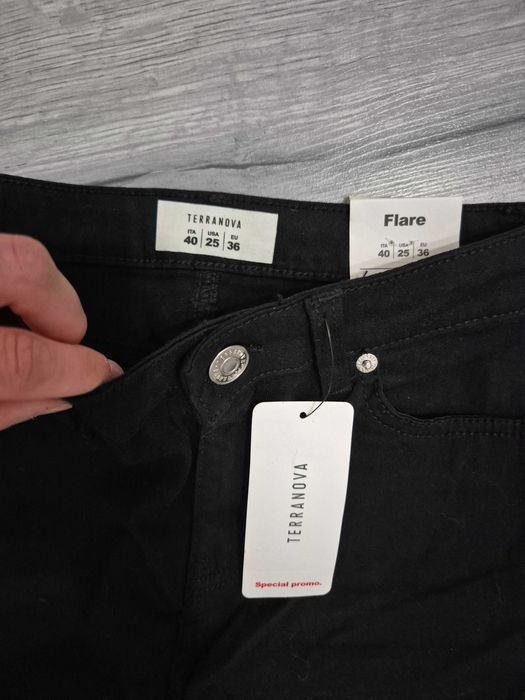 TERRANOVA
ITA USA EU
40 25 36
Flare
ITA USA EU
40 25 36
TERRANOVA
Special promo.